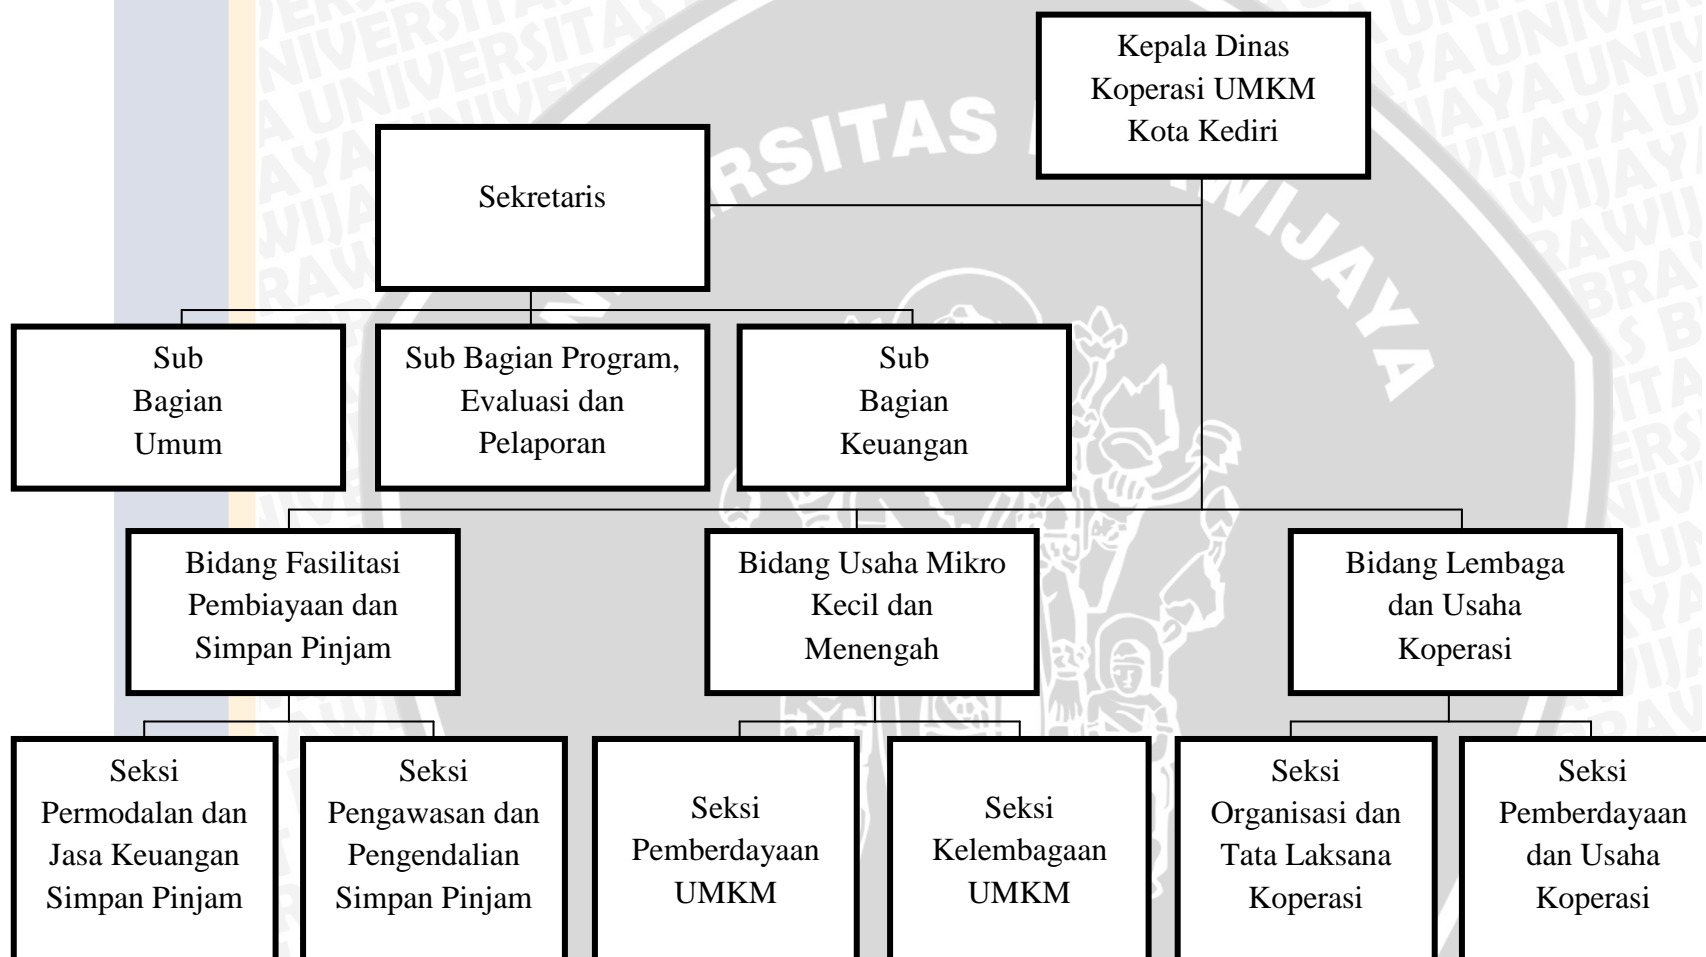 Kepala Dinas
Koperasi UMKM
Kota Kediri
Sekretaris
Sub
Bagian
Umum
Sub Bagian Program,
Evaluasi dan
Pelaporan
Sub
Bagian
Keuangan
Bidang Fasilitasi
Pembiayaan dan
Simpan Pinjam
Bidang Usaha Mikro
Kecil dan
Menengah
Bidang Lembaga
dan Usaha
Koperasi
Seksi
Permodalan dan
Jasa Keuangan
Simpan Pinjam
Seksi
Pengawasan dan
Pengendalian
Simpan Pinjam
Seksi
Pemberdayaan
UMKM
Seksi
Kelembagaan
UMKM
Seksi
Organisasi dan
Tata Laksana
Koperasi
Seksi
Pemberdayaan
dan Usaha
Koperasi